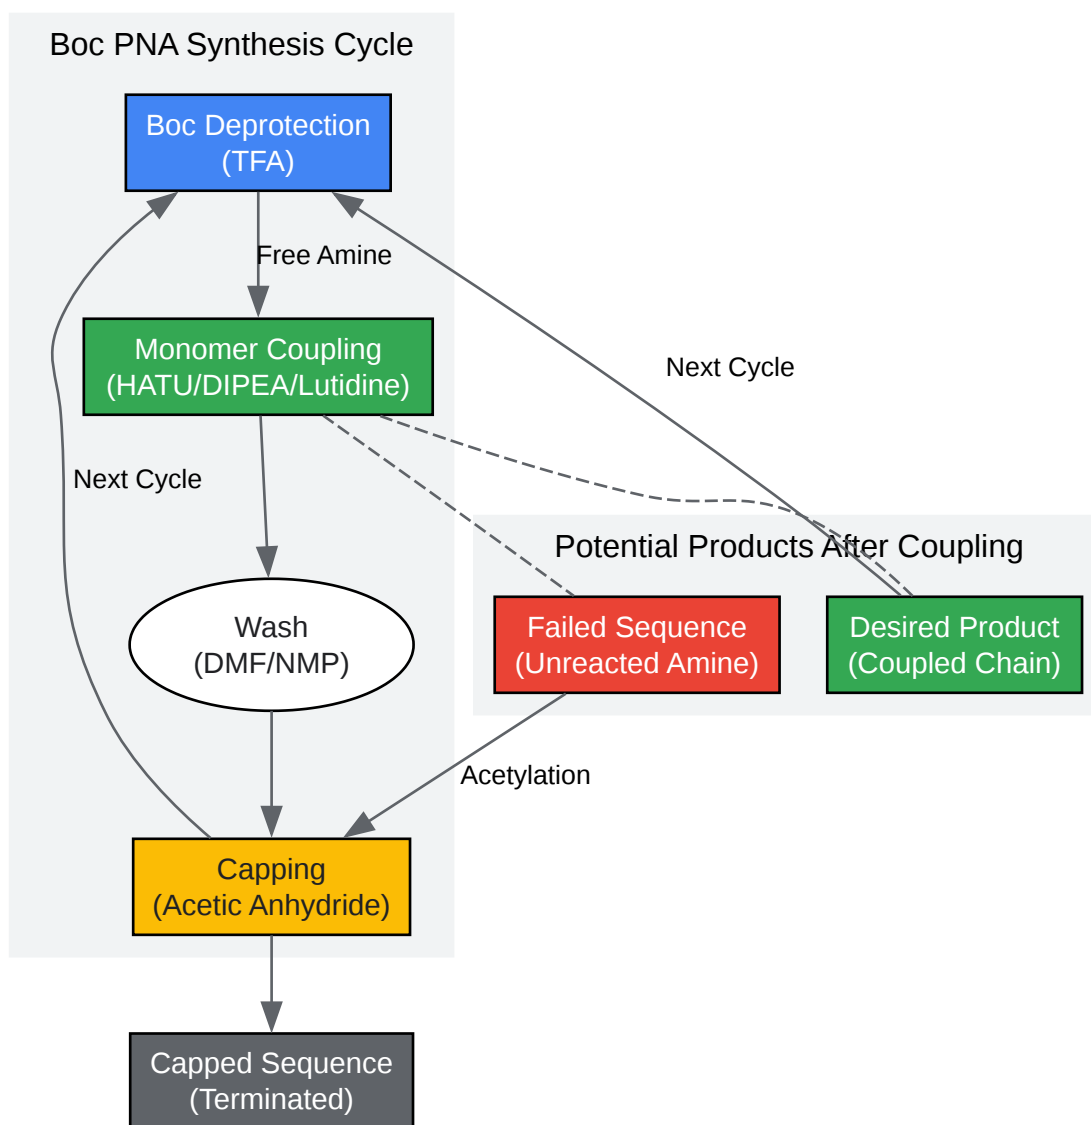 Boc PNA Synthesis Cycle
Boc Deprotection
(TFA)
Free Amine
Monomer Coupling
(HATU/DIPEA/Lutidine)
Next Cycle
Next Cycle
Wash
(DMF/NMP)
Potential Products After Coupling
Failed Sequence
(Unreacted Amine)
Desired Product
(Coupled Chain)
Acetylation
Capping
(Acetic Anhydride)
Capped Sequence
(Terminated)